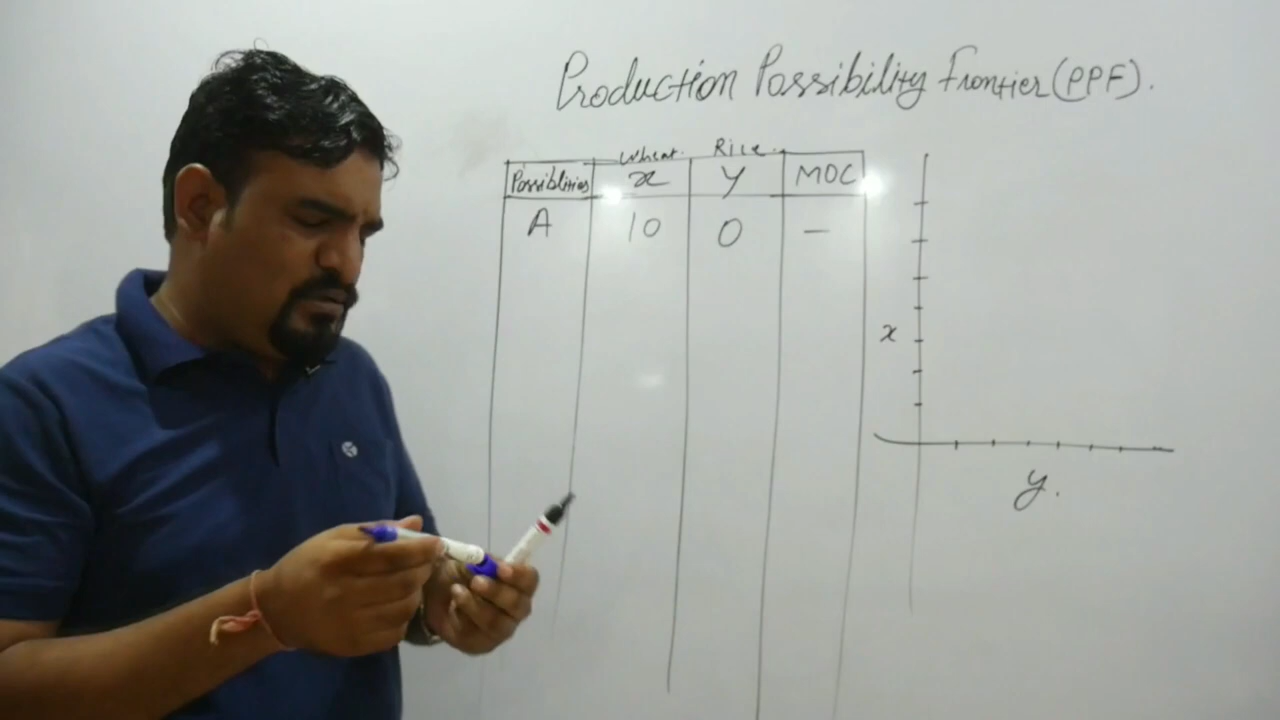 Production Possibility Frontier (PPF).
Wheat. Rice.
Possiblities x y MOC
A 10 0 —
x
y.